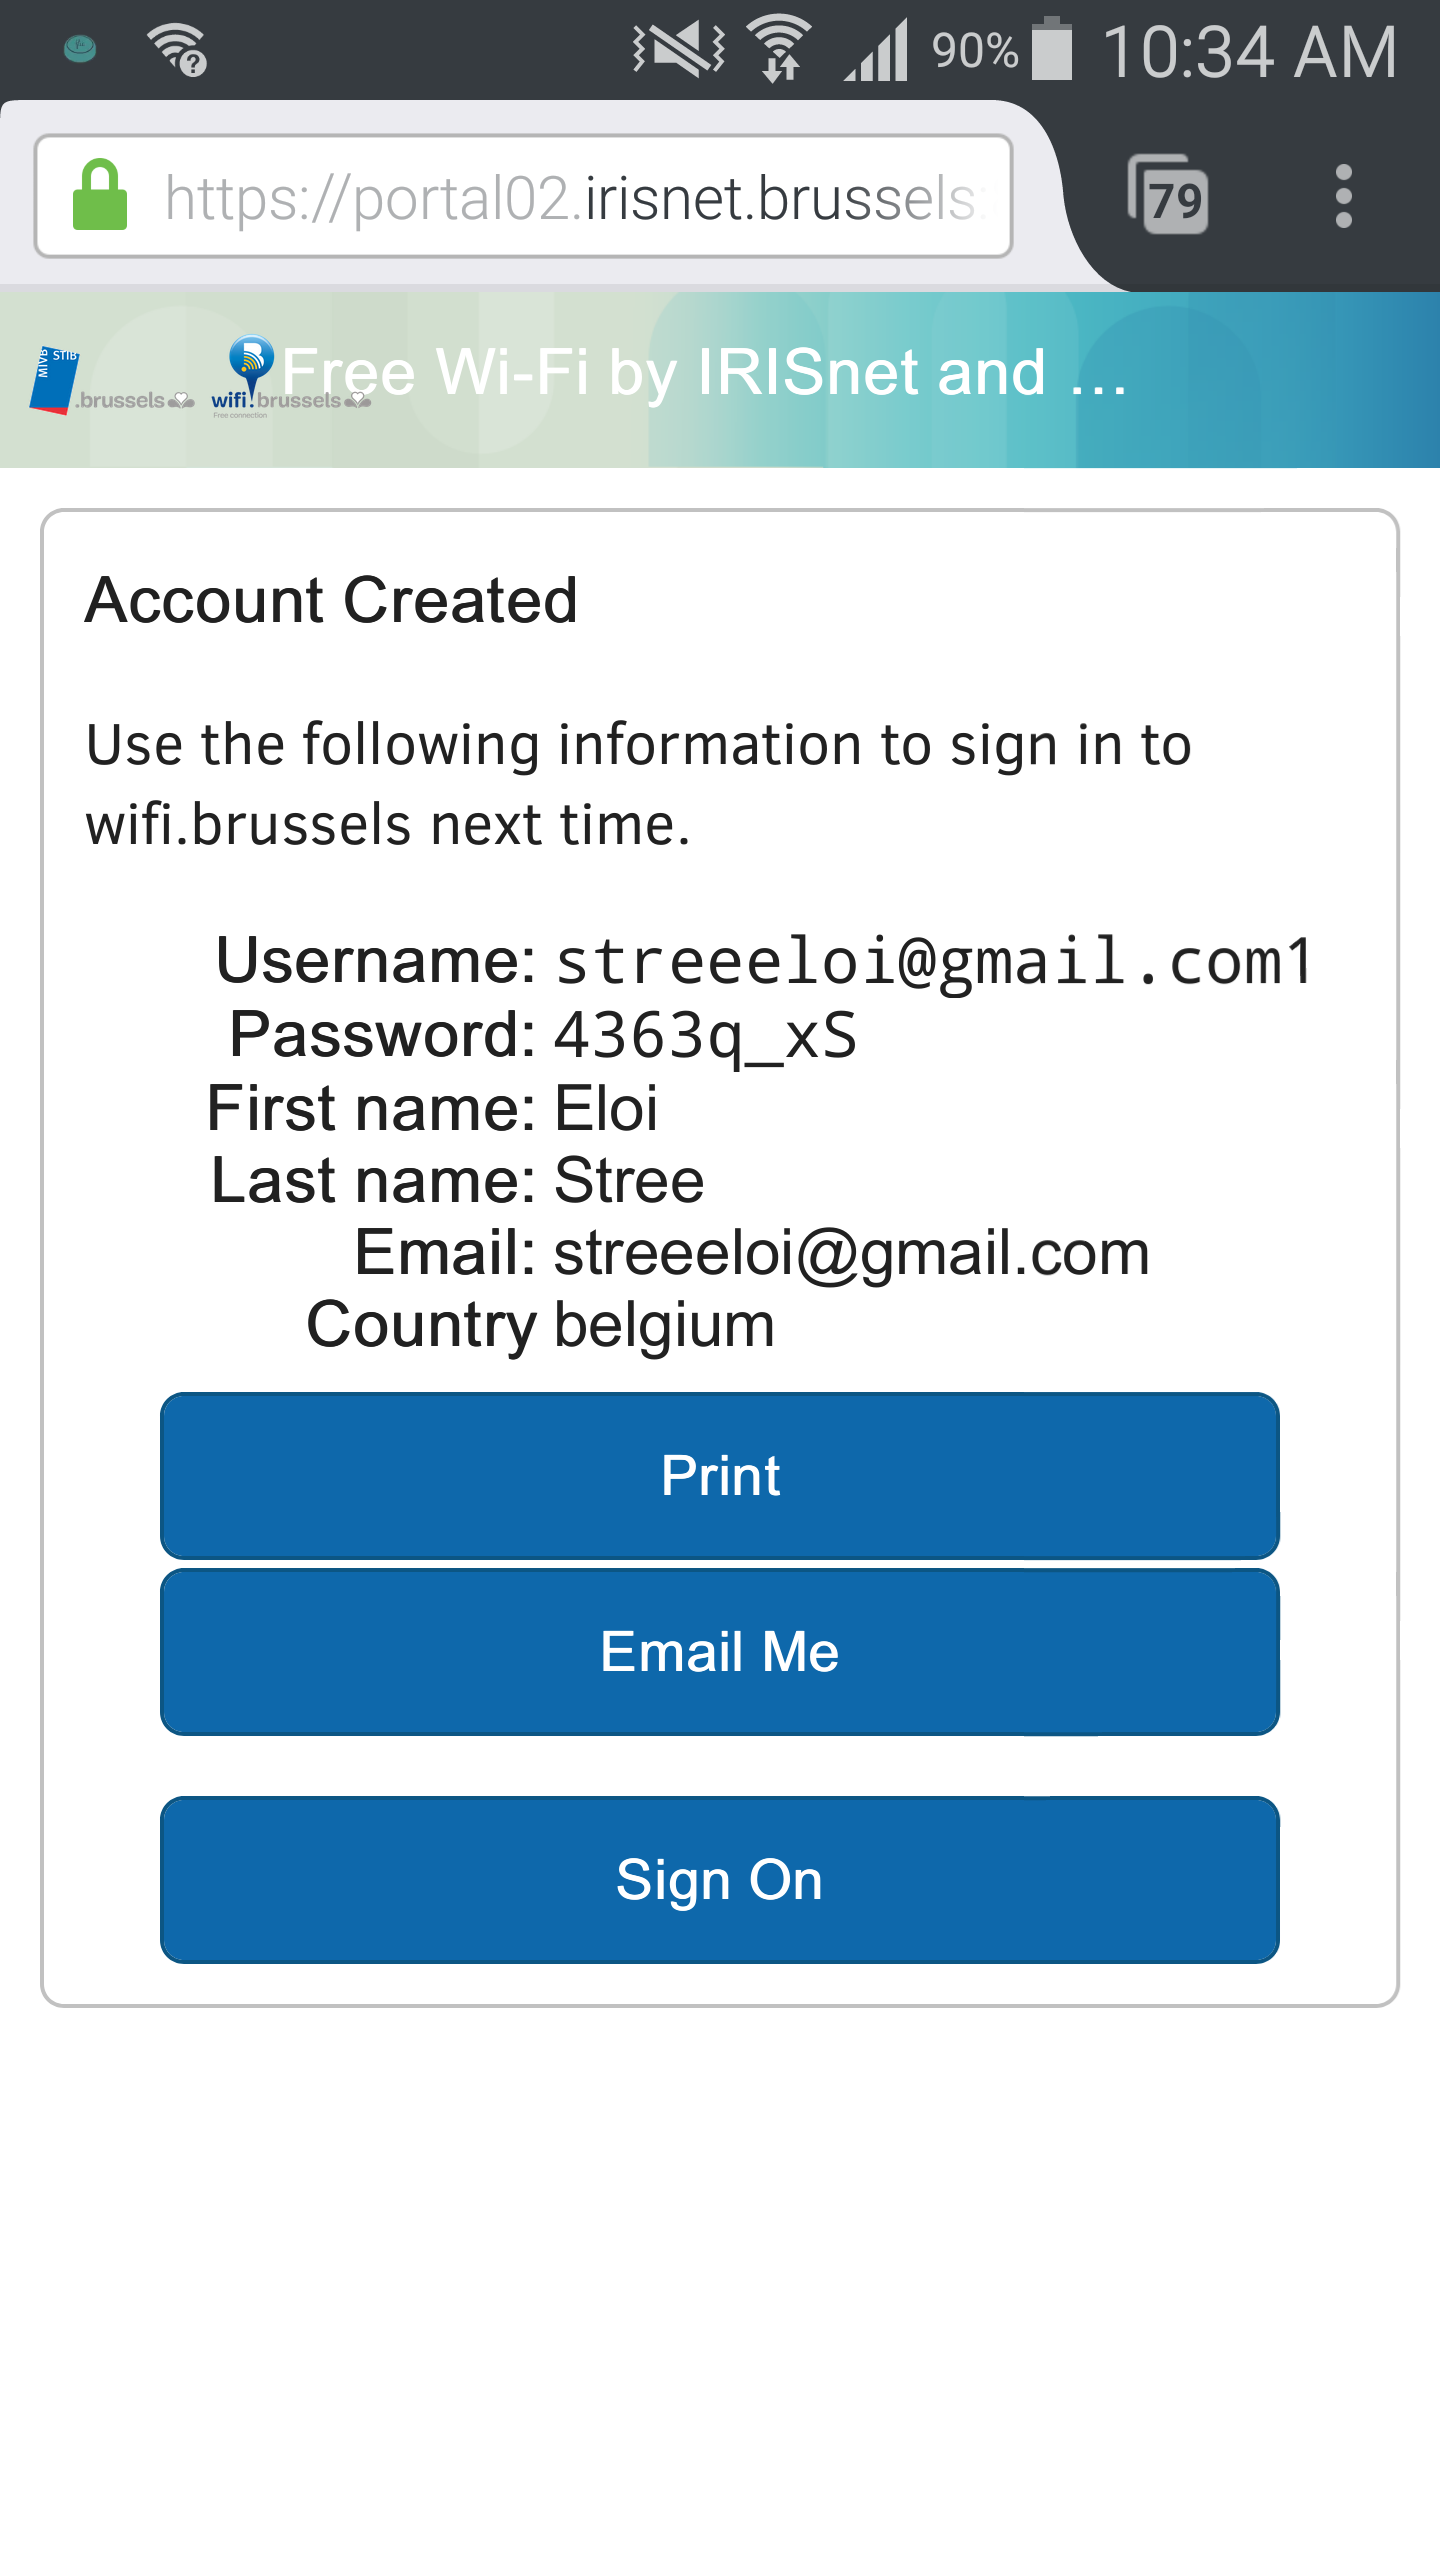 90% 10:34 AM
https://portal02.irisnet.brussels:
79
MIVB STIB
.brussels
wifi.brussels
Free connection
Free Wi-Fi by IRISnet and ...
Account Created
Use the following information to sign in to
wifi.brussels next time.
Username: streeeloi@gmail.com1
Password: 4363q_xS
First name: Eloi
Last name: Stree
Email: streeeloi@gmail.com
Country belgium
Print
Email Me
Sign On